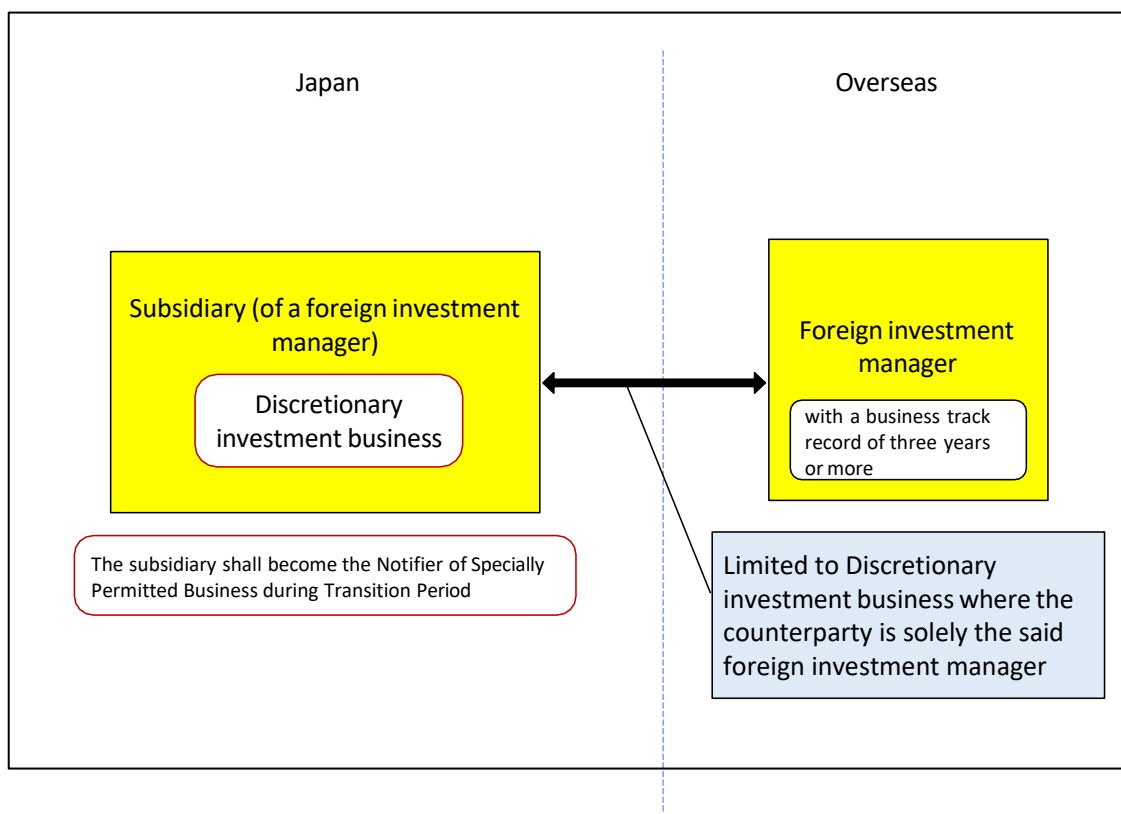 Japan
Overseas
Subsidiary (of a foreign investment
manager)
Discretionary
investment business
Foreign investment
manager
with a business track
record of three years
or more
The subsidiary shall become the Notifier of Specially
Permitted Business during Transition Period
Limited to Discretionary
investment business where the
counterparty is solely the said
foreign investment manager